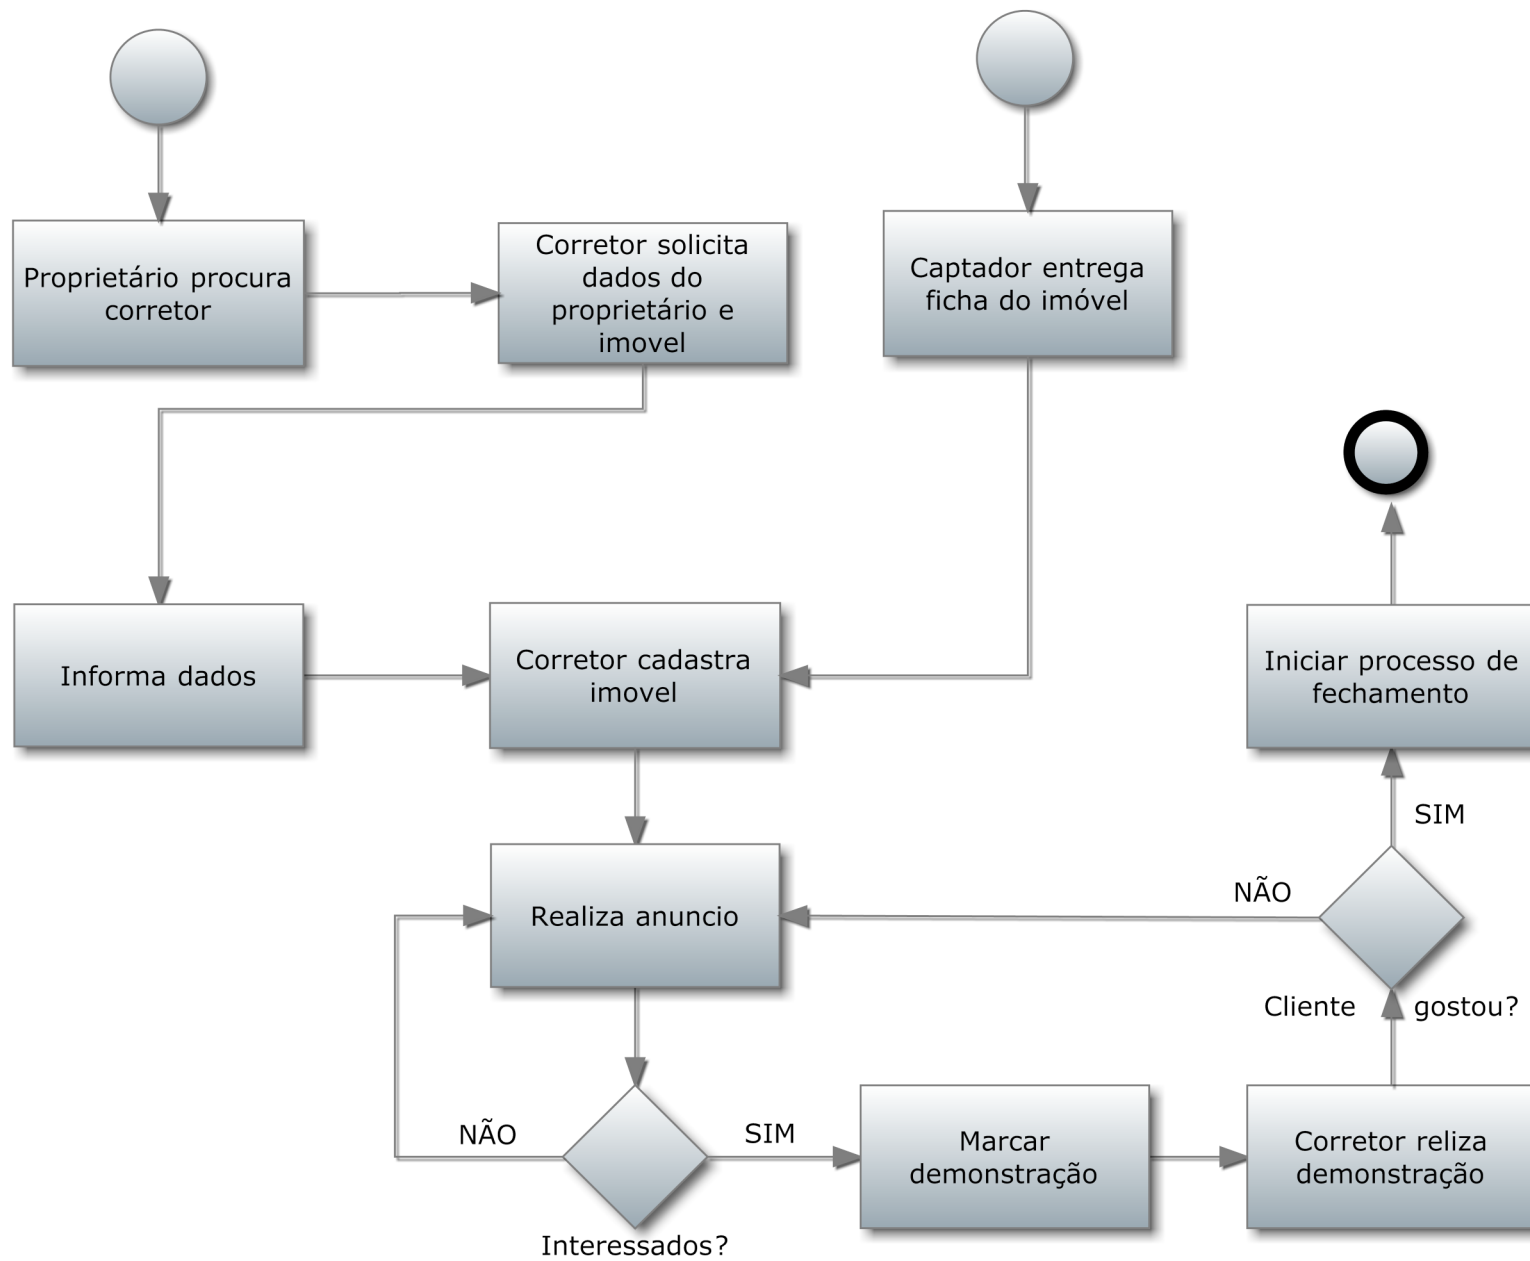 Proprietário procura
corretor
Corretor solicita
dados do
proprietário e
imovel
Captador entrega
ficha do imóvel
Informa dados
Corretor cadastra
imovel
Iniciar processo de
fechamento
SIM
NÃO
Realiza anuncio
Cliente gostou?
NÃO
SIM
Marcar
demonstração
Corretor reliza
demonstração
Interessados?